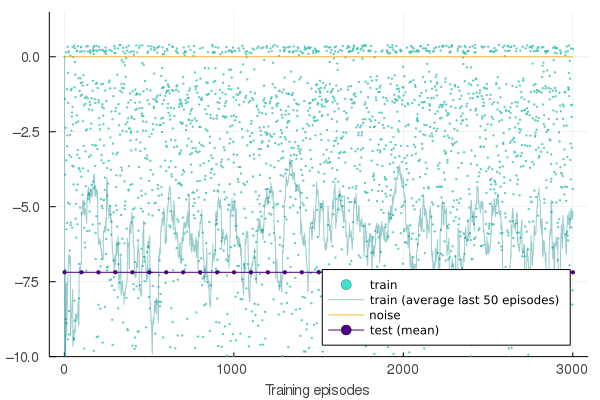 0.0
−2.5
−5.0
−7.5
−10.0
0
1000
2000
3000
Training episodes
train
train (average last 50 episodes)
noise
test (mean)